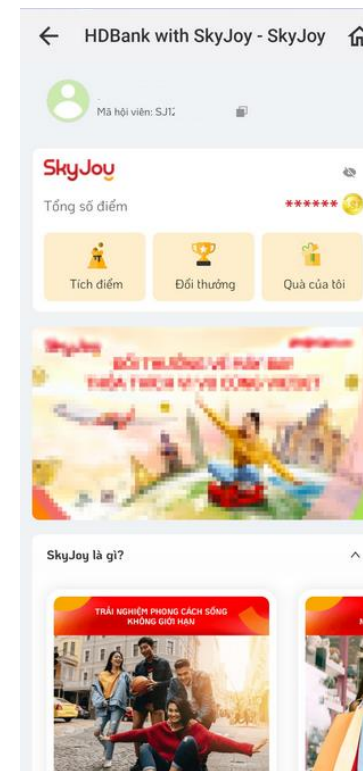 HDBank with SkyJoy - SkyJoy
Mã hội viên: SJ12
SkyJoy
Tổng số điểm
******
Tích điểm
Đổi thưởng
Quà của tôi
SkyJoy là gì?
TRẢI NGHIỆM PHONG CÁCH SỐNG
KHÔNG GIỚI HẠN